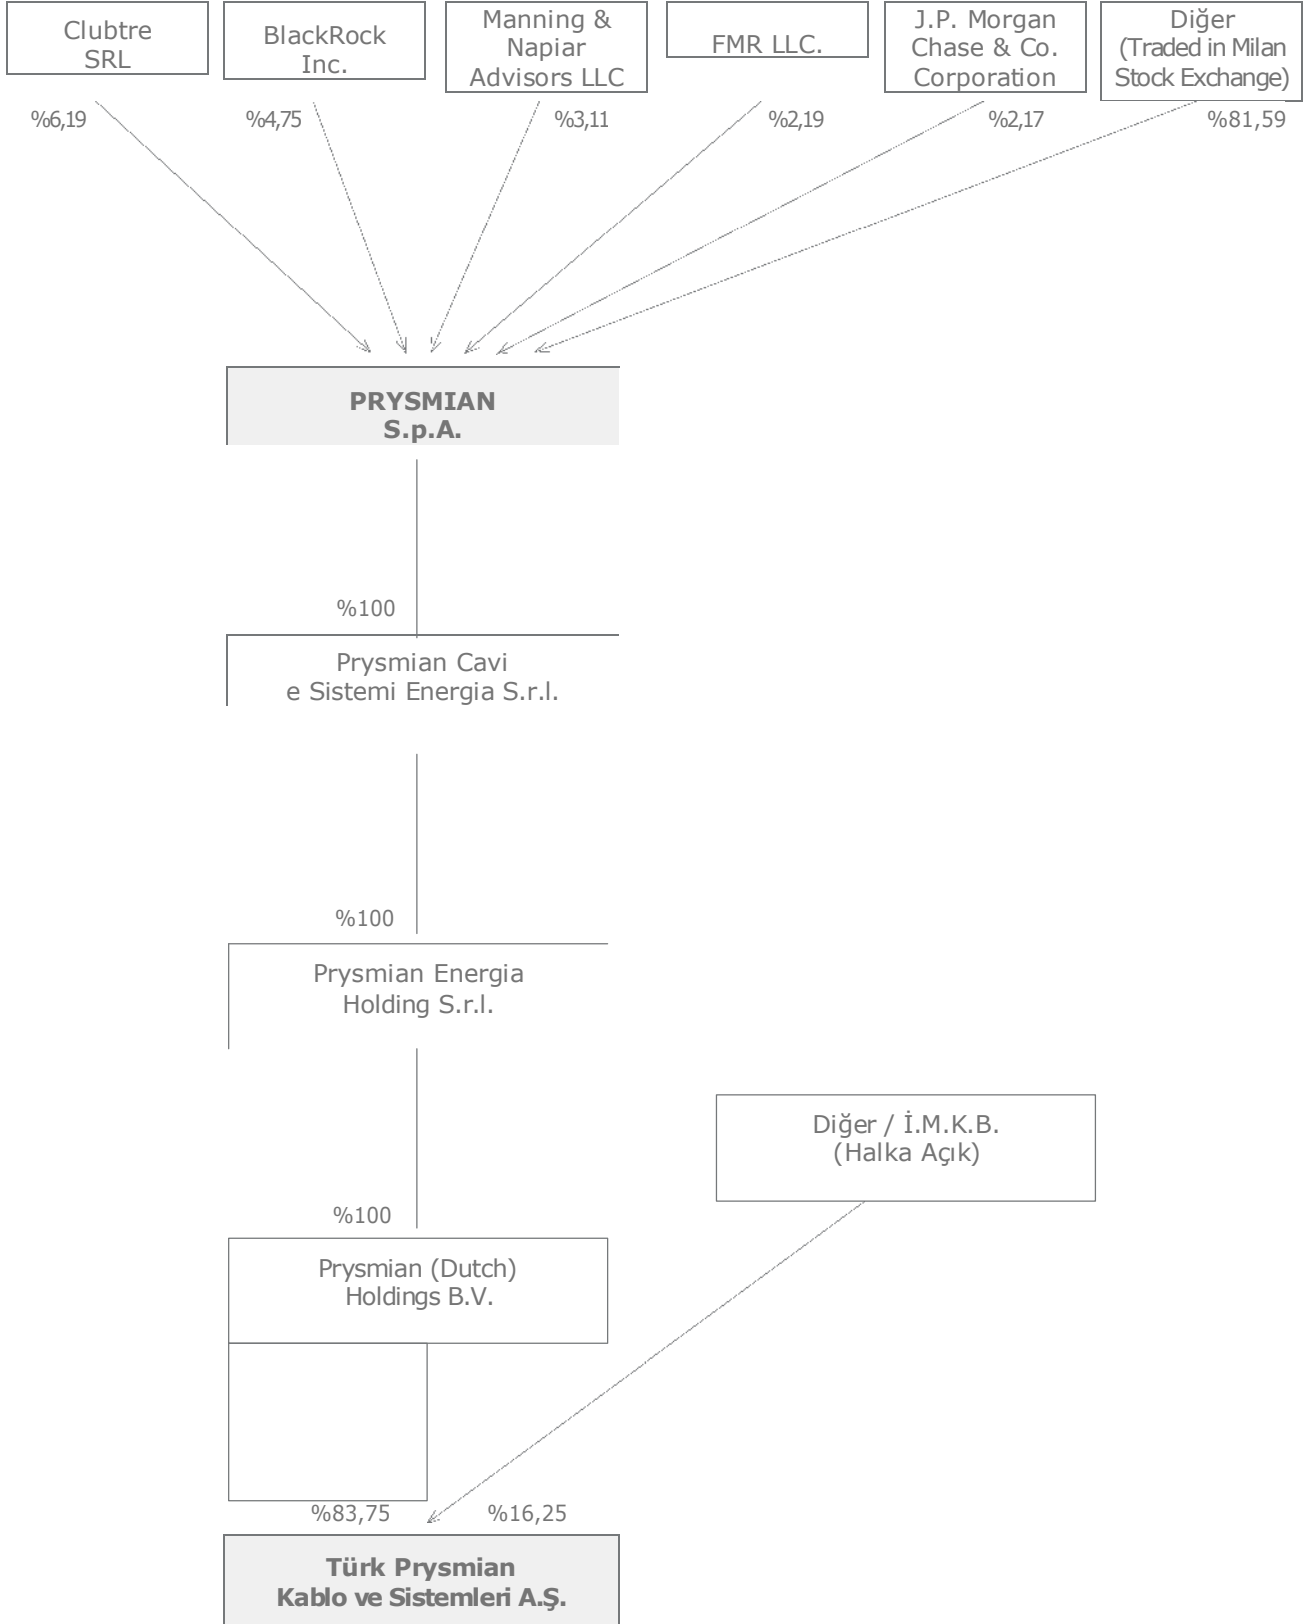 Clubtre
SRL
BlackRock
Inc.
Manning &
Napiar
Advisors LLC
FMR LLC.
J.P. Morgan
Chase & Co.
Corporation
Diğer
(Traded in Milan
Stock Exchange)
%6,19
%4,75
%3,11
%2,19
%2,17
%81,59
PRYSMIAN
S.p.A.
%100
Prysmian Cavi
e Sistemi Energia S.r.l.
%100
Prysmian Energia
Holding S.r.l.
Diğer / İ.M.K.B.
(Halka Açık)
%100
Prysmian (Dutch)
Holdings B.V.
%83,75
%16,25
Türk Prysmian
Kablo ve Sistemleri A.Ş.